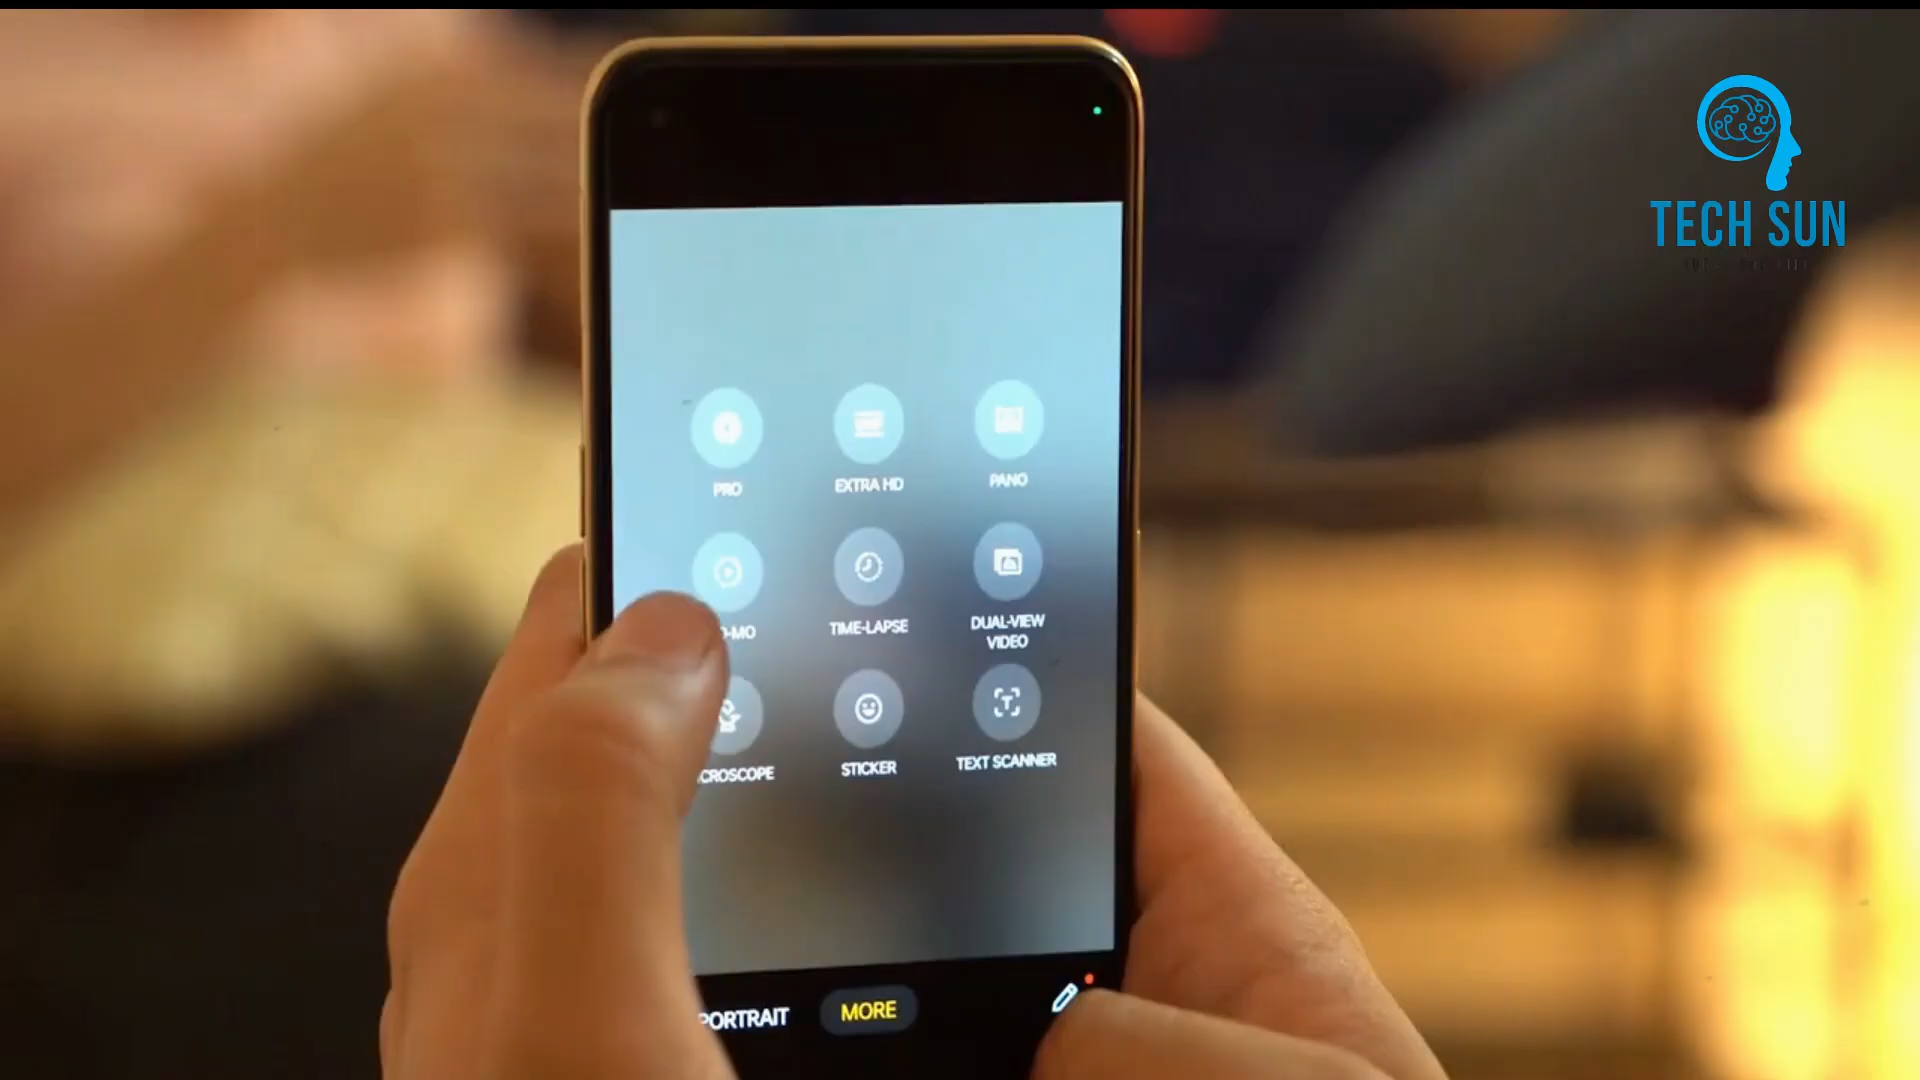 TECH SUN
PRO
EXTRA HD
PANO
O-MO
TIME-LAPSE
DUAL-VIEW
VIDEO
CROSCOPE
STICKER
TEXT SCANNER
PORTRAIT
MORE